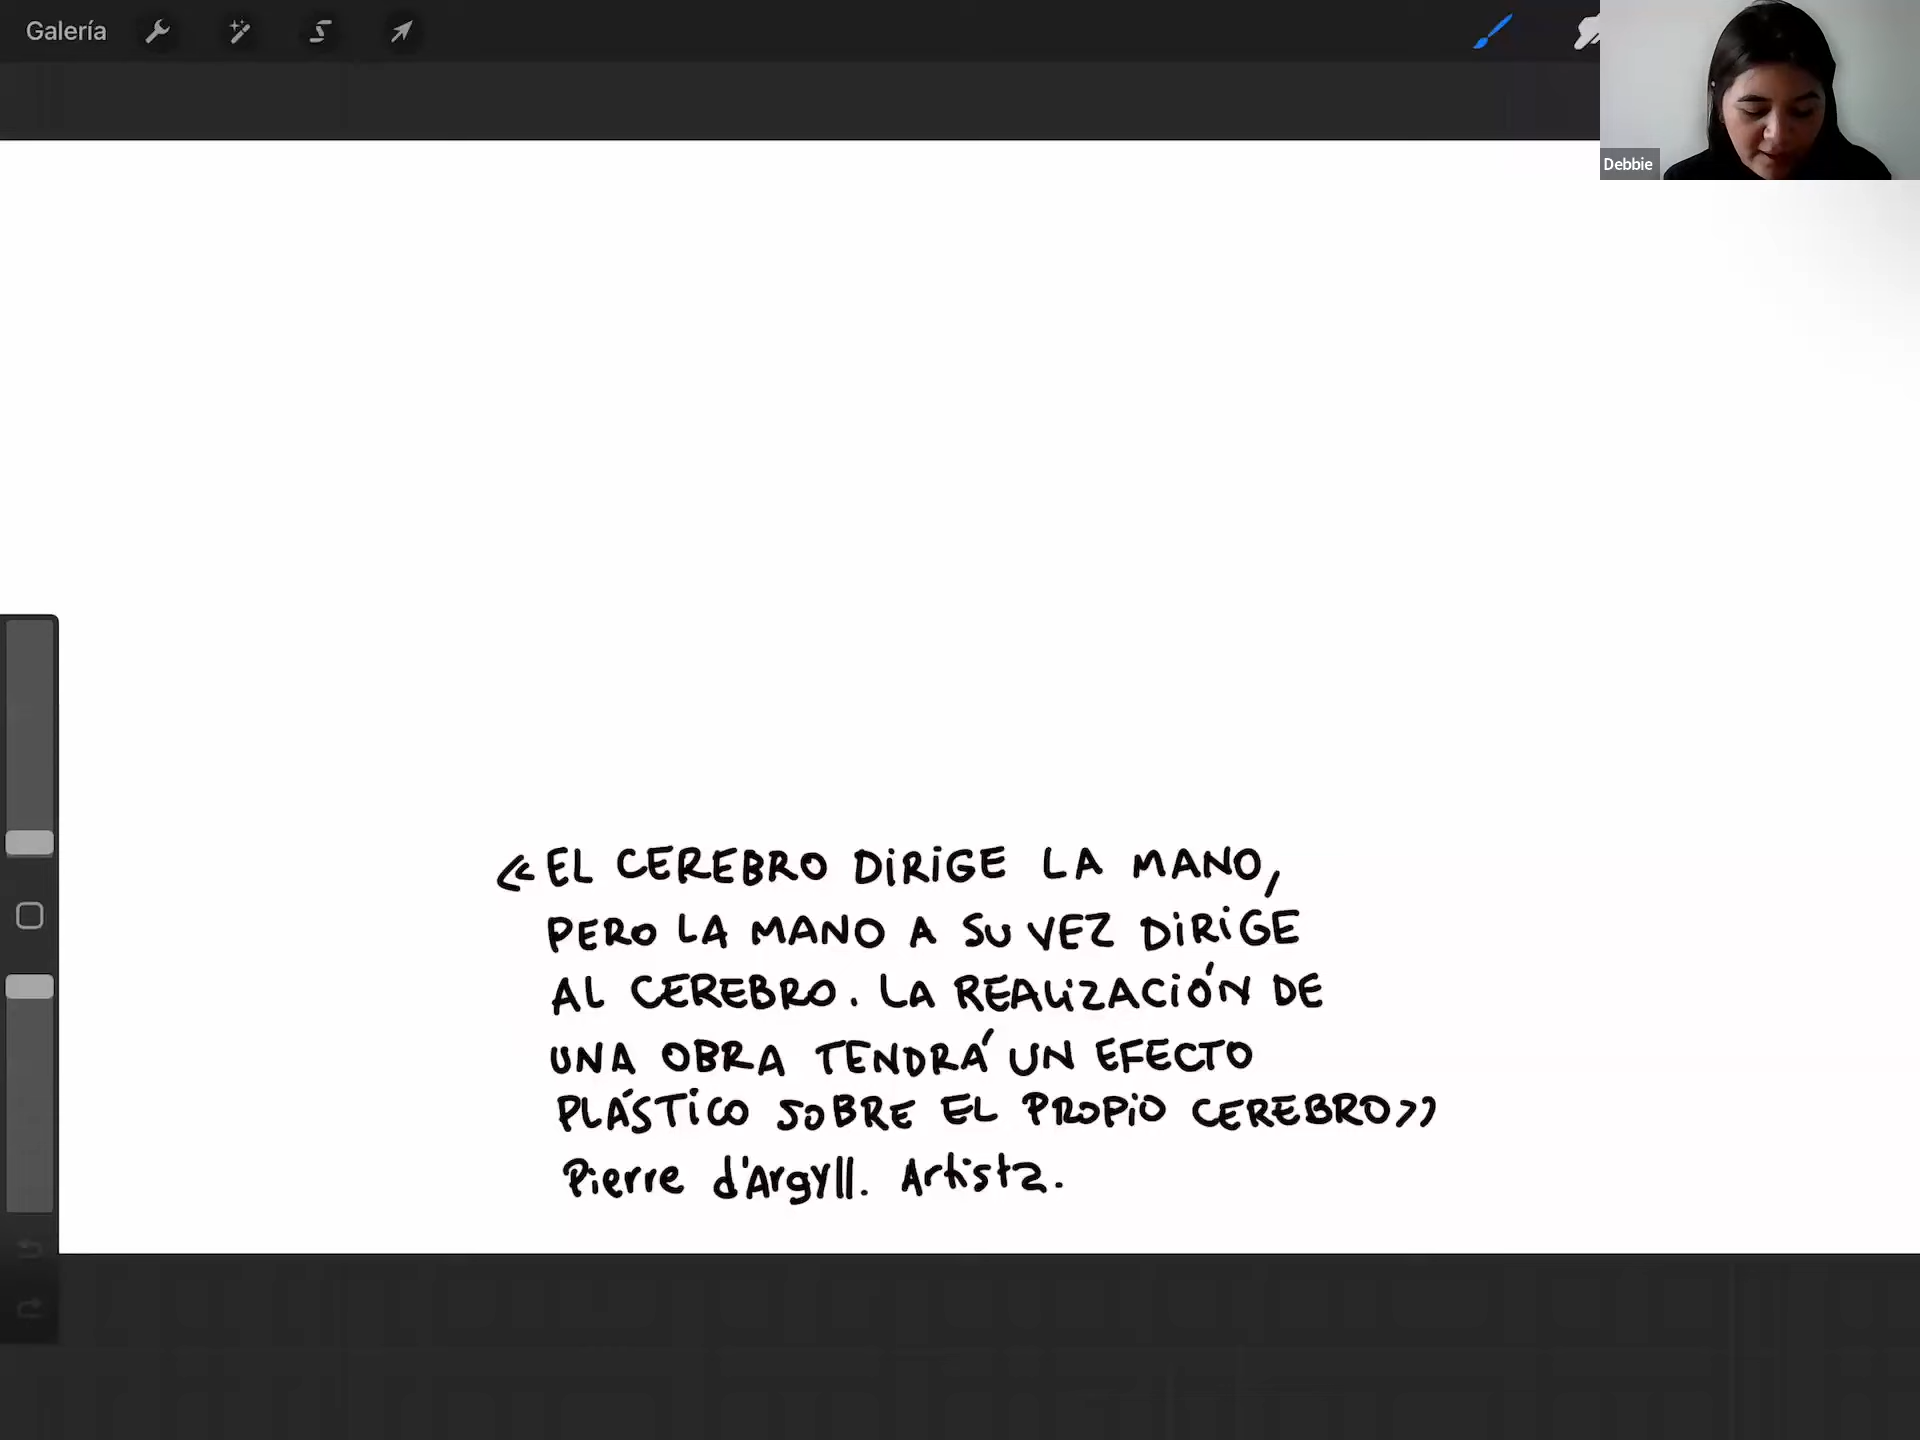 Galería
Debbie
« EL CEREBRO DIRIGE LA MANO,
PERO LA MANO A SU VEZ DIRIGE
AL CEREBRO. LA REALIZACIÓN DE
UNA OBRA TENDRÁ UN EFECTO
PLÁSTICO SOBRE EL PROPIO CEREBRO»
Pierre d'Argyll. Artista.